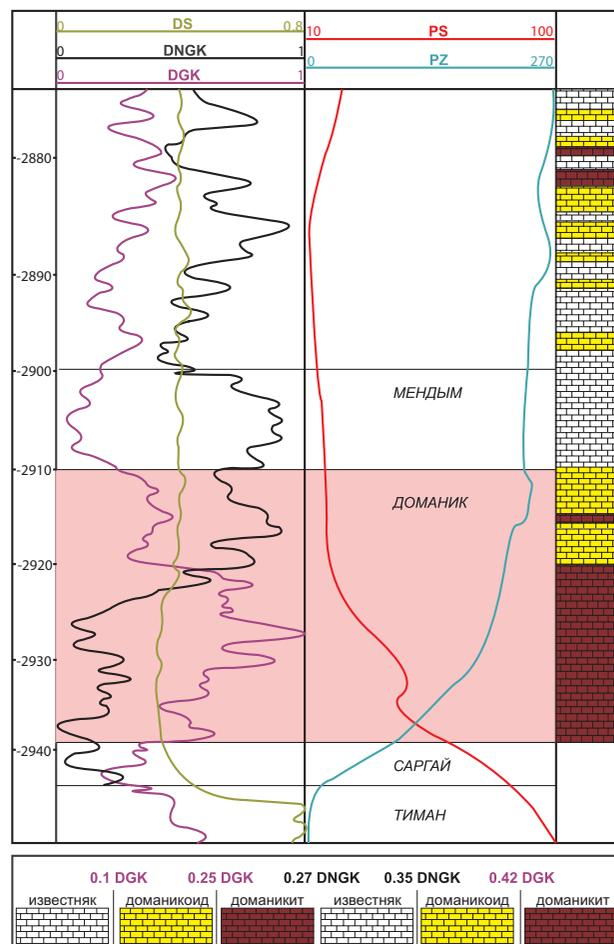 0 DS 0.8
0 DNGK 1
0 DGK 1
10 PS 100
0 PZ 270
-2880
-2890
-2900
МЕНДЫМ
-2910
ДОМАНИК
-2920
-2930
-2940
САРГАЙ
ТИМАН
0.1 DGK 0.25 DGK 0.27 DNGK 0.35 DNGK 0.42 DGK
известняк доманикоид доманикит известняк доманикоид доманикит